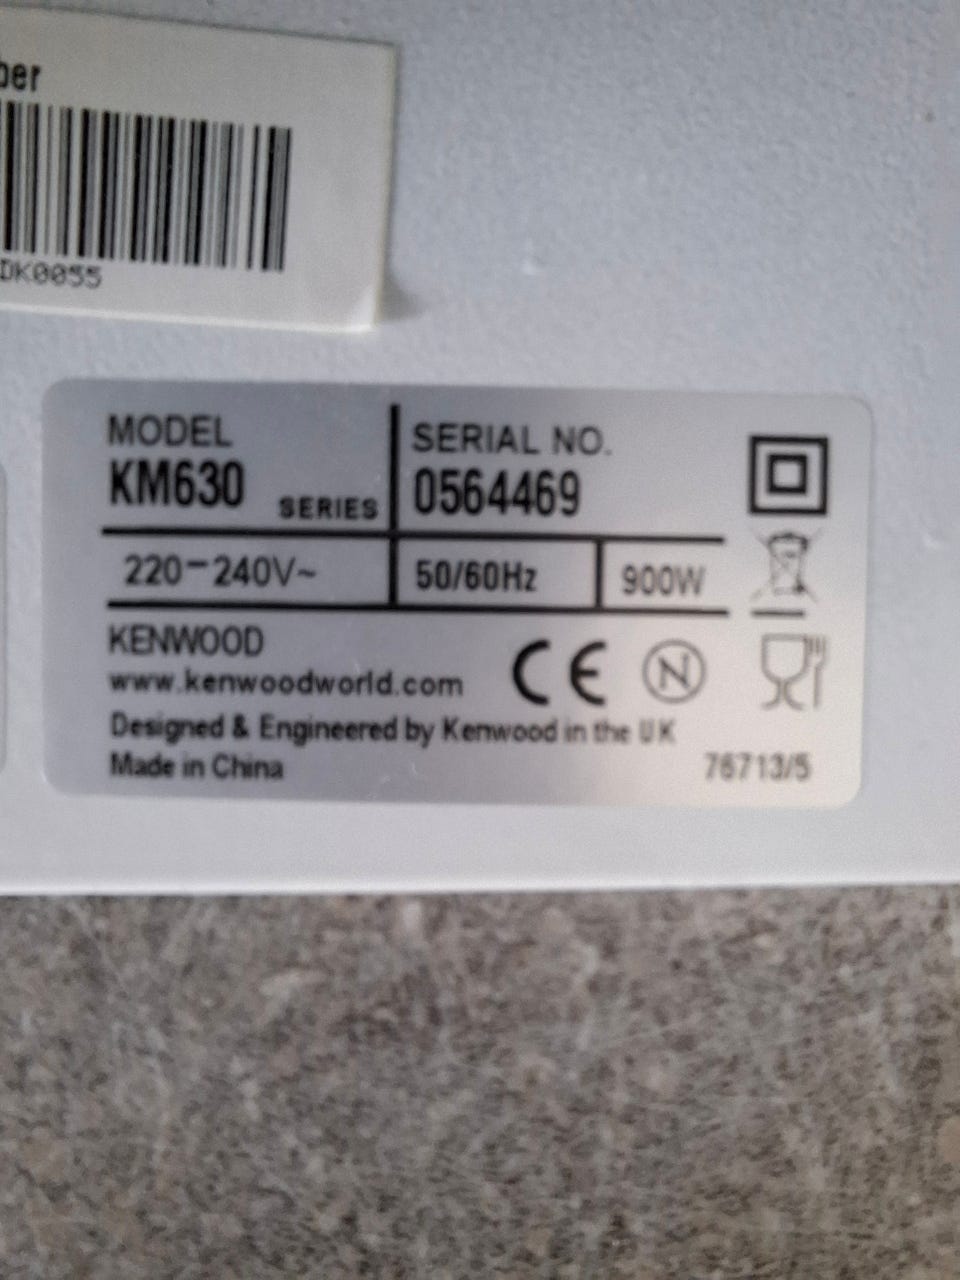 ber
DK0055
MODEL
KM630 SERIES
SERIAL NO.
0564469
220-240V~ 50/60Hz 900W
KENWOOD
www.kenwoodworld.com
CE N
Designed & Engineered by Kenwood in the UK
Made in China 76713/5